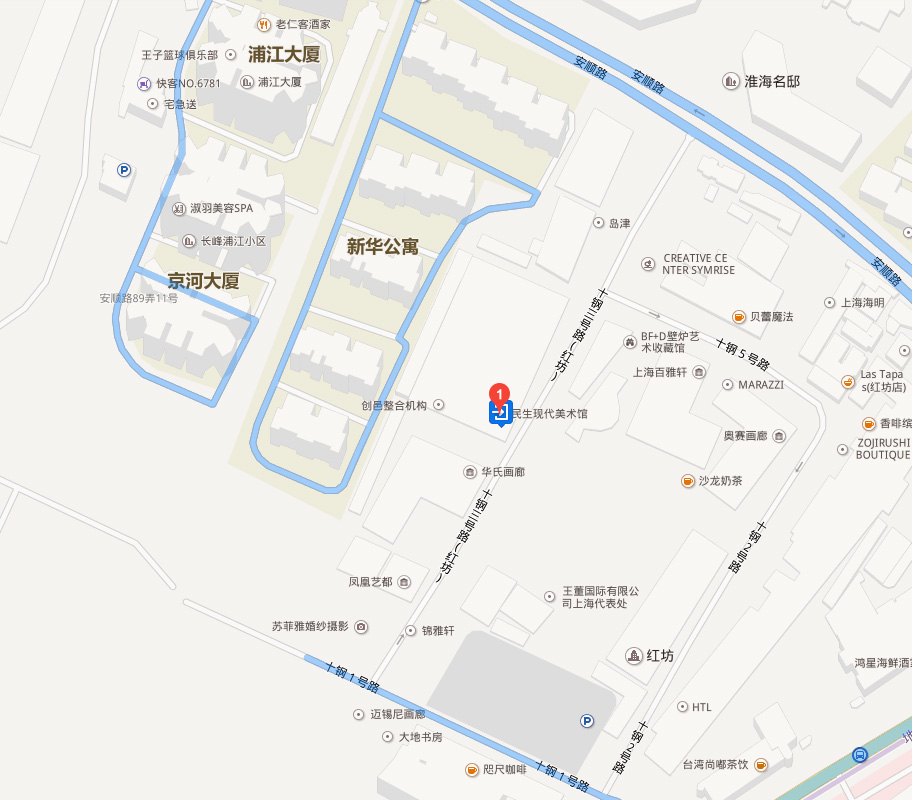 老仁客酒家
浦江大厦
王子篮球俱乐部
安顺路
安顺路
快客NO.6781
浦江大厦
淮海名邸
宅急送
P
淑羽美容SPA
岛津
长峰浦江小区
新华公寓
安顺路
CREATIVE CE
NTER SYMRISE
安顺路
京河大厦
安顺路89弄11号
上海海明
贝蕾魔法
十钢三号路(红坊)
BF+D壁炉艺
术收藏馆
十钢5号路
上海百雅轩
MARAZZI
Las Tapa
s(红坊店)
1
创邑整合机构
民生现代美术馆
香啡缤
奥赛画廊
ZOJIRUSHI
BOUTIQUE
华氏画廊
沙龙奶茶
十钢三号路(红坊)
十钢2号路
凤凰艺都
王董国际有限公
司上海代表处
苏菲雅婚纱摄影
锦雅轩
红坊
鸿星海鲜酒
十钢1号路
迈锡尼画廊
HTL
P
大地书房
十钢2号路
地
咫尺咖啡
十钢1号路
台湾尚嘟茶饮